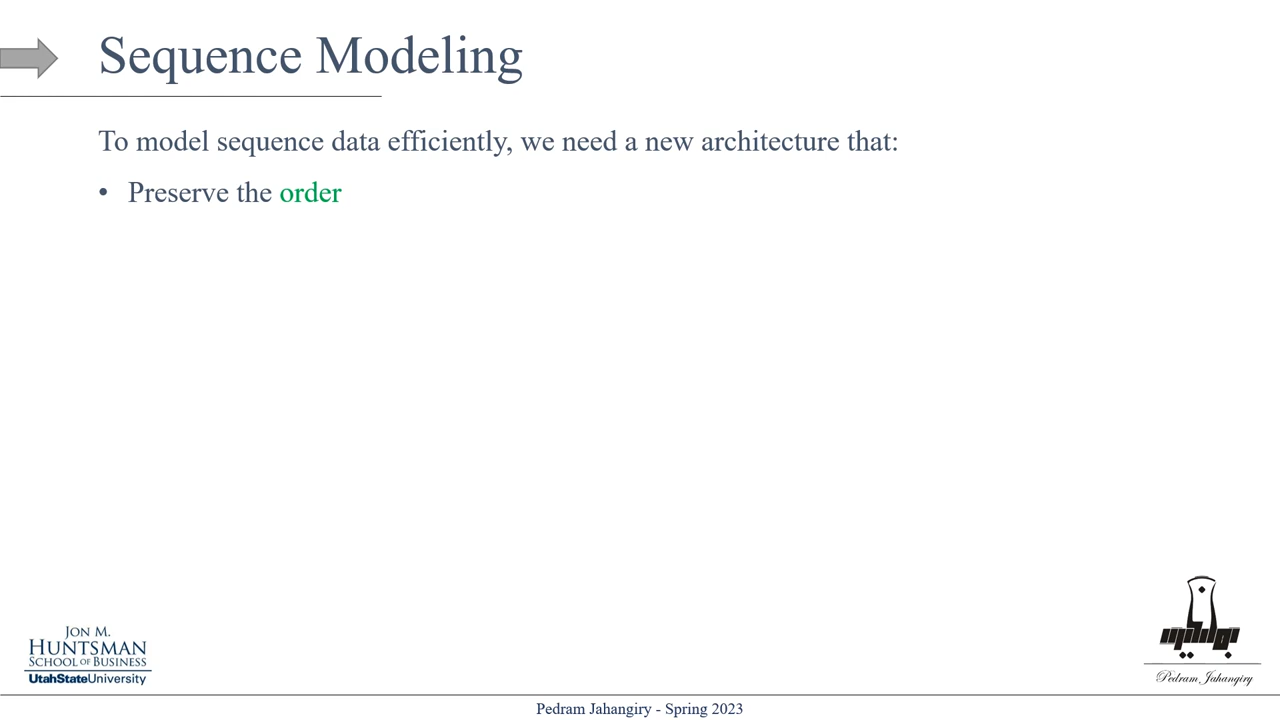 Sequence Modeling
To model sequence data efficiently, we need a new architecture that:
• Preserve the order
JON M.
HUNTSMAN
SCHOOL OF BUSINESS
UtahStateUniversity
Pedram Jahangiry
Pedram Jahangiry - Spring 2023